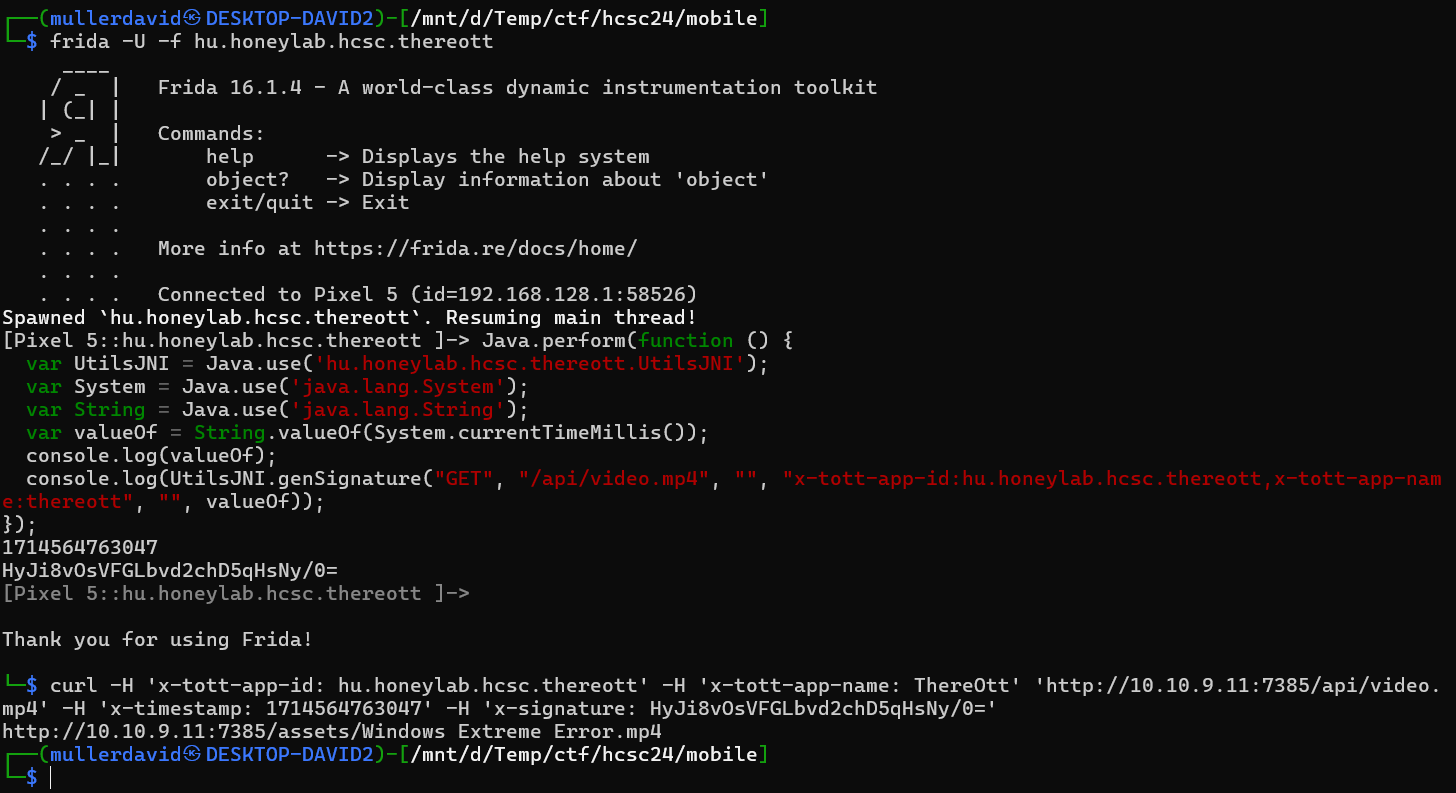 ┌──(mullerdavid㉿DESKTOP-DAVID2)-[/mnt/d/Temp/ctf/hcsc24/mobile]
└─$ frida -U -f hu.honeylab.hcsc.thereott
     ____
    / _  |   Frida 16.1.4 - A world-class dynamic instrumentation toolkit
   | (_| |
    > _  |   Commands:
   /_/ |_|       help      -> Displays the help system
   . . . .       object?   -> Display information about 'object'
   . . . .       exit/quit -> Exit
   . . . .
   . . . .   More info at https://frida.re/docs/home/
   . . . .
   . . . .   Connected to Pixel 5 (id=192.168.128.1:58526)
Spawned `hu.honeylab.hcsc.thereott`. Resuming main thread!
[Pixel 5::hu.honeylab.hcsc.thereott ]-> Java.perform(function () {
  var UtilsJNI = Java.use('hu.honeylab.hcsc.thereott.UtilsJNI');
  var System = Java.use('java.lang.System');
  var String = Java.use('java.lang.String');
  var valueOf = String.valueOf(System.currentTimeMillis());
  console.log(valueOf);
  console.log(UtilsJNI.genSignature("GET", "/api/video.mp4", "", "x-tott-app-id:hu.honeylab.hcsc.thereott,x-tott-app-nam
e:thereott", "", valueOf));
});
1714564763047
HyJi8vOsVFGLbvd2chD5qHsNy/0=
[Pixel 5::hu.honeylab.hcsc.thereott ]->

Thank you for using Frida!

└─$ curl -H 'x-tott-app-id: hu.honeylab.hcsc.thereott' -H 'x-tott-app-name: ThereOtt' 'http://10.10.9.11:7385/api/video.
mp4' -H 'x-timestamp: 1714564763047' -H 'x-signature: HyJi8vOsVFGLbvd2chD5qHsNy/0='
http://10.10.9.11:7385/assets/Windows Extreme Error.mp4
┌──(mullerdavid㉿DESKTOP-DAVID2)-[/mnt/d/Temp/ctf/hcsc24/mobile]
└─$